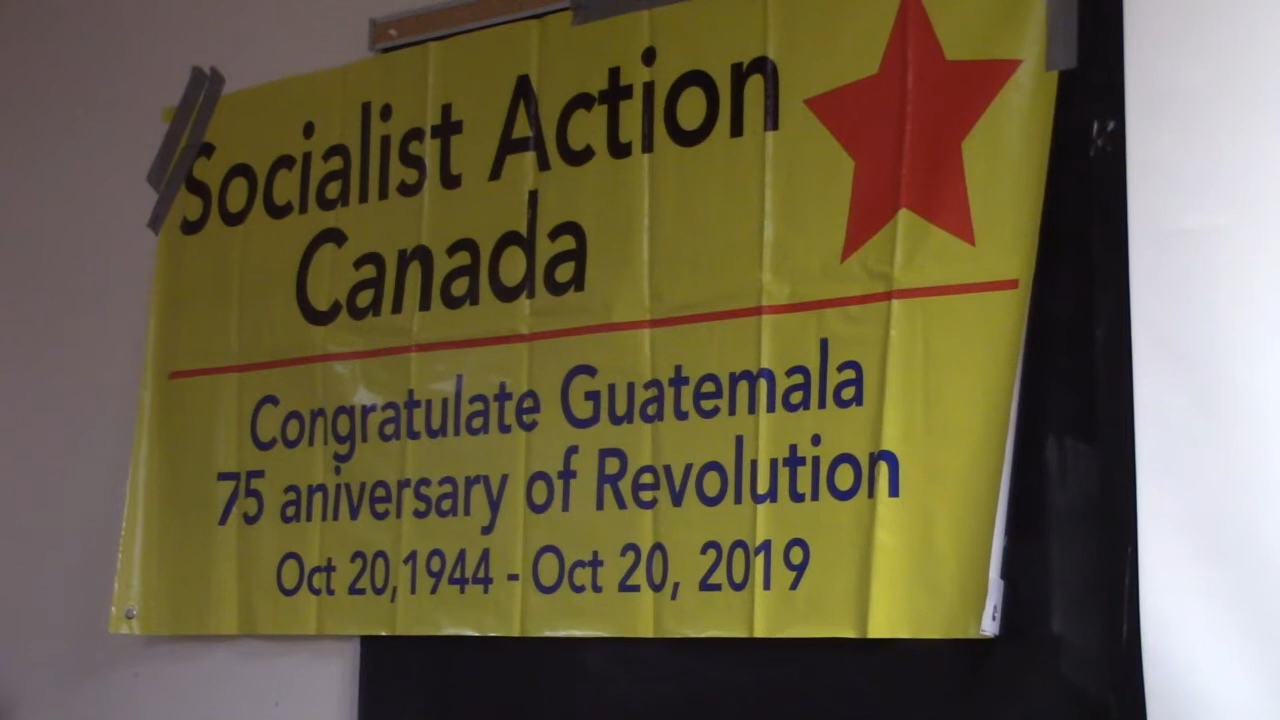 Socialist Action
Canada
Congratulate Guatemala
75 aniversary of Revolution
Oct 20,1944 - Oct 20, 2019